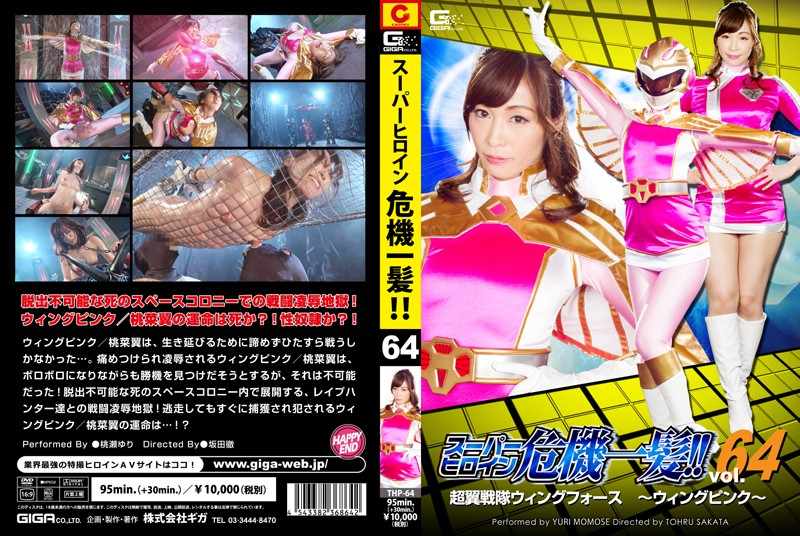 脱出不可能な死のスペースコロニーでの戦闘凌辱地獄！
ウィングピンク／桃菜翼の運命は死か？！性奴隷か？！
ウィングピンク／桃菜翼は、生き延びるために諦めずひたすら戦うし
かなかった…。痛めつけられ凌辱されるウィングピンク／桃菜翼は、
ボロボロになりながらも勝機を見つけだそうとするが、それは不可能
だった！脱出不可能な死のスペースコロニー内で展開する、レイプハ
ンター達との戦闘凌辱地獄！逃走してもすぐに捕獲され犯されるウィ
ングピンク／桃菜翼の運命は…！？
Performed By ●桃瀬ゆり Directed By●坂田徹
HAPPY END
業界最強の特撮ヒロインAVサイトはココ！
www.giga-web.jp/
DVD
16:9
片面二層
95min.（+30min.）／￥10,000（税別）
GIGA CO.,LTD. 企画・製作・著作 株式会社ギガ TEL 03-3444-8470
GIGA
スーパーヒロイン危機一髪！！
64
THP-64
95min.
（+30min.）
￥10,000
（税別）
4 543382 368642
GIGA
スーパーヒロイン危機一髪!! vol.64
超翼戦隊ウィングフォース ～ウィングピンク～
Performed by YURI MOMOSE Directed by TOHRU SAKATA